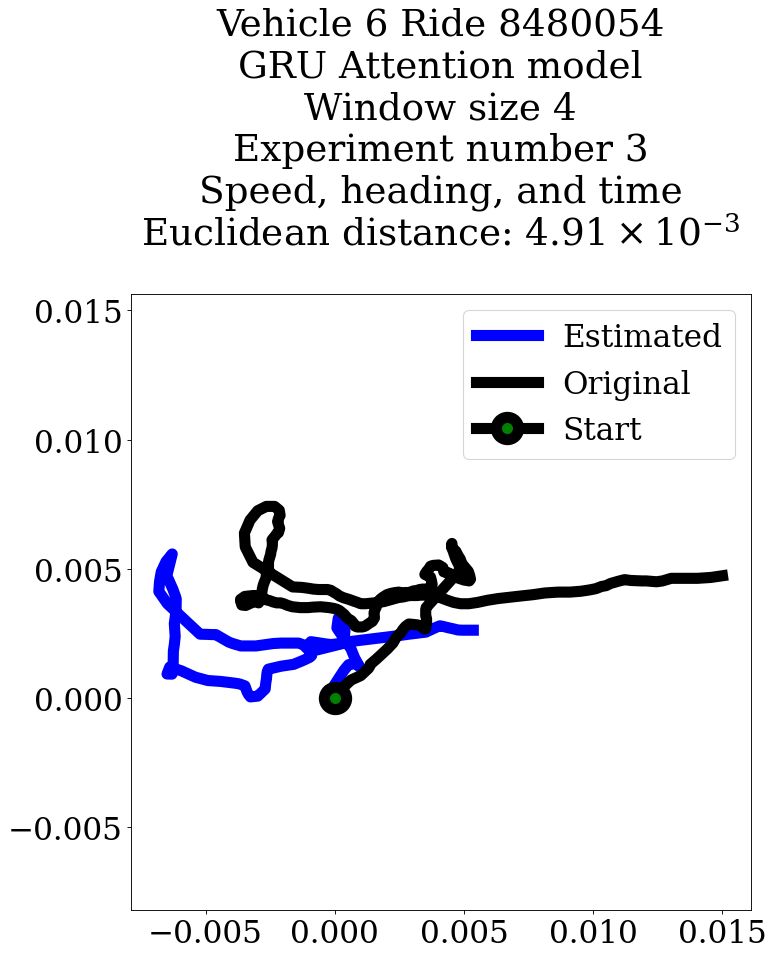 Vehicle 6 Ride 8480054
GRU Attention model
Window size 4
Experiment number 3
Speed, heading, and time
Euclidean distance: 4.91 × 10⁻³
0.015
0.010
0.005
0.000
−0.005
Estimated
Original
Start
−0.005 0.000 0.005 0.010 0.015